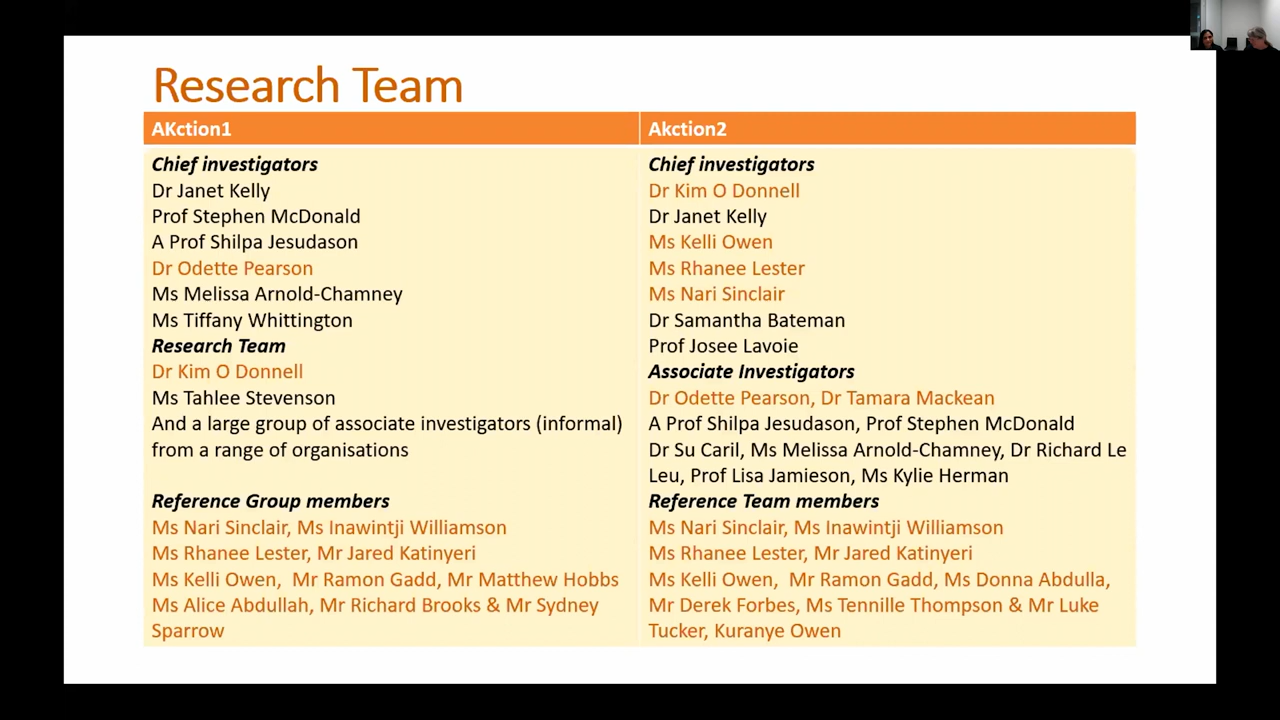 Research Team
AKction1
Chief investigators
Dr Janet Kelly
Prof Stephen McDonald
A Prof Shilpa Jesudason
Dr Odette Pearson
Ms Melissa Arnold-Chamney
Ms Tiffany Whittington
Research Team
Dr Kim O Donnell
Ms Tahlee Stevenson
And a large group of associate investigators (informal)
from a range of organisations
Reference Group members
Ms Nari Sinclair, Ms Inawintji Williamson
Ms Rhanee Lester, Mr Jared Katinyeri
Ms Kelli Owen,  Mr Ramon Gadd, Mr Matthew Hobbs
Ms Alice Abdullah, Mr Richard Brooks & Mr Sydney
Sparrow
Akction2
Chief investigators
Dr Kim O Donnell
Dr Janet Kelly
Ms Kelli Owen
Ms Rhanee Lester
Ms Nari Sinclair
Dr Samantha Bateman
Prof Josee Lavoie
Associate Investigators
Dr Odette Pearson, Dr Tamara Mackean
A Prof Shilpa Jesudason, Prof Stephen McDonald
Dr Su Caril, Ms Melissa Arnold-Chamney, Dr Richard Le
Leu, Prof Lisa Jamieson, Ms Kylie Herman
Reference Team members
Ms Nari Sinclair, Ms Inawintji Williamson
Ms Rhanee Lester, Mr Jared Katinyeri
Ms Kelli Owen,  Mr Ramon Gadd, Ms Donna Abdulla,
Mr Derek Forbes, Ms Tennille Thompson & Mr Luke
Tucker, Kuranye Owen